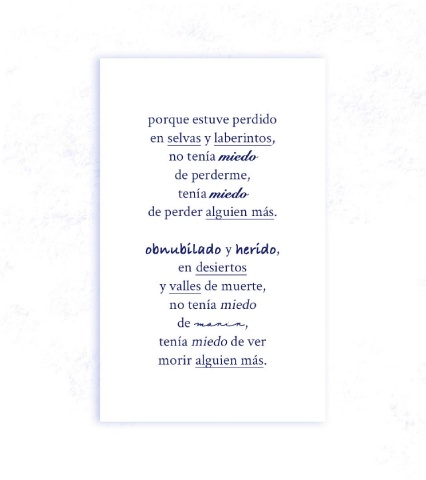 porque estuve perdido
en selvas y laberintos,
no tenía miedo
de perderme,
tenía miedo
de perder alguien más.
obnubilado y herido,
en desiertos
y valles de muerte,
no tenía miedo
de morir,
tenía miedo de ver
morir alguien más.